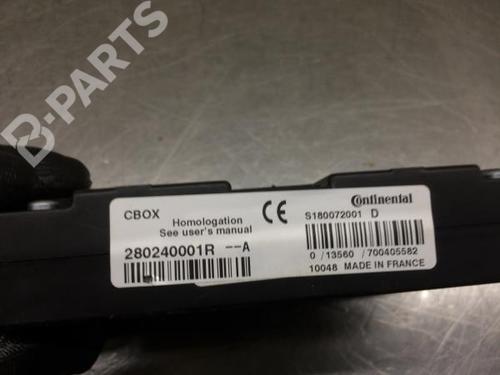 B-PARTS
CBOX
Homologation
See user's manual
280240001R --A
CE
Continental
S180072001 D
0 /13560 /700405582
10048 MADE IN FRANCE